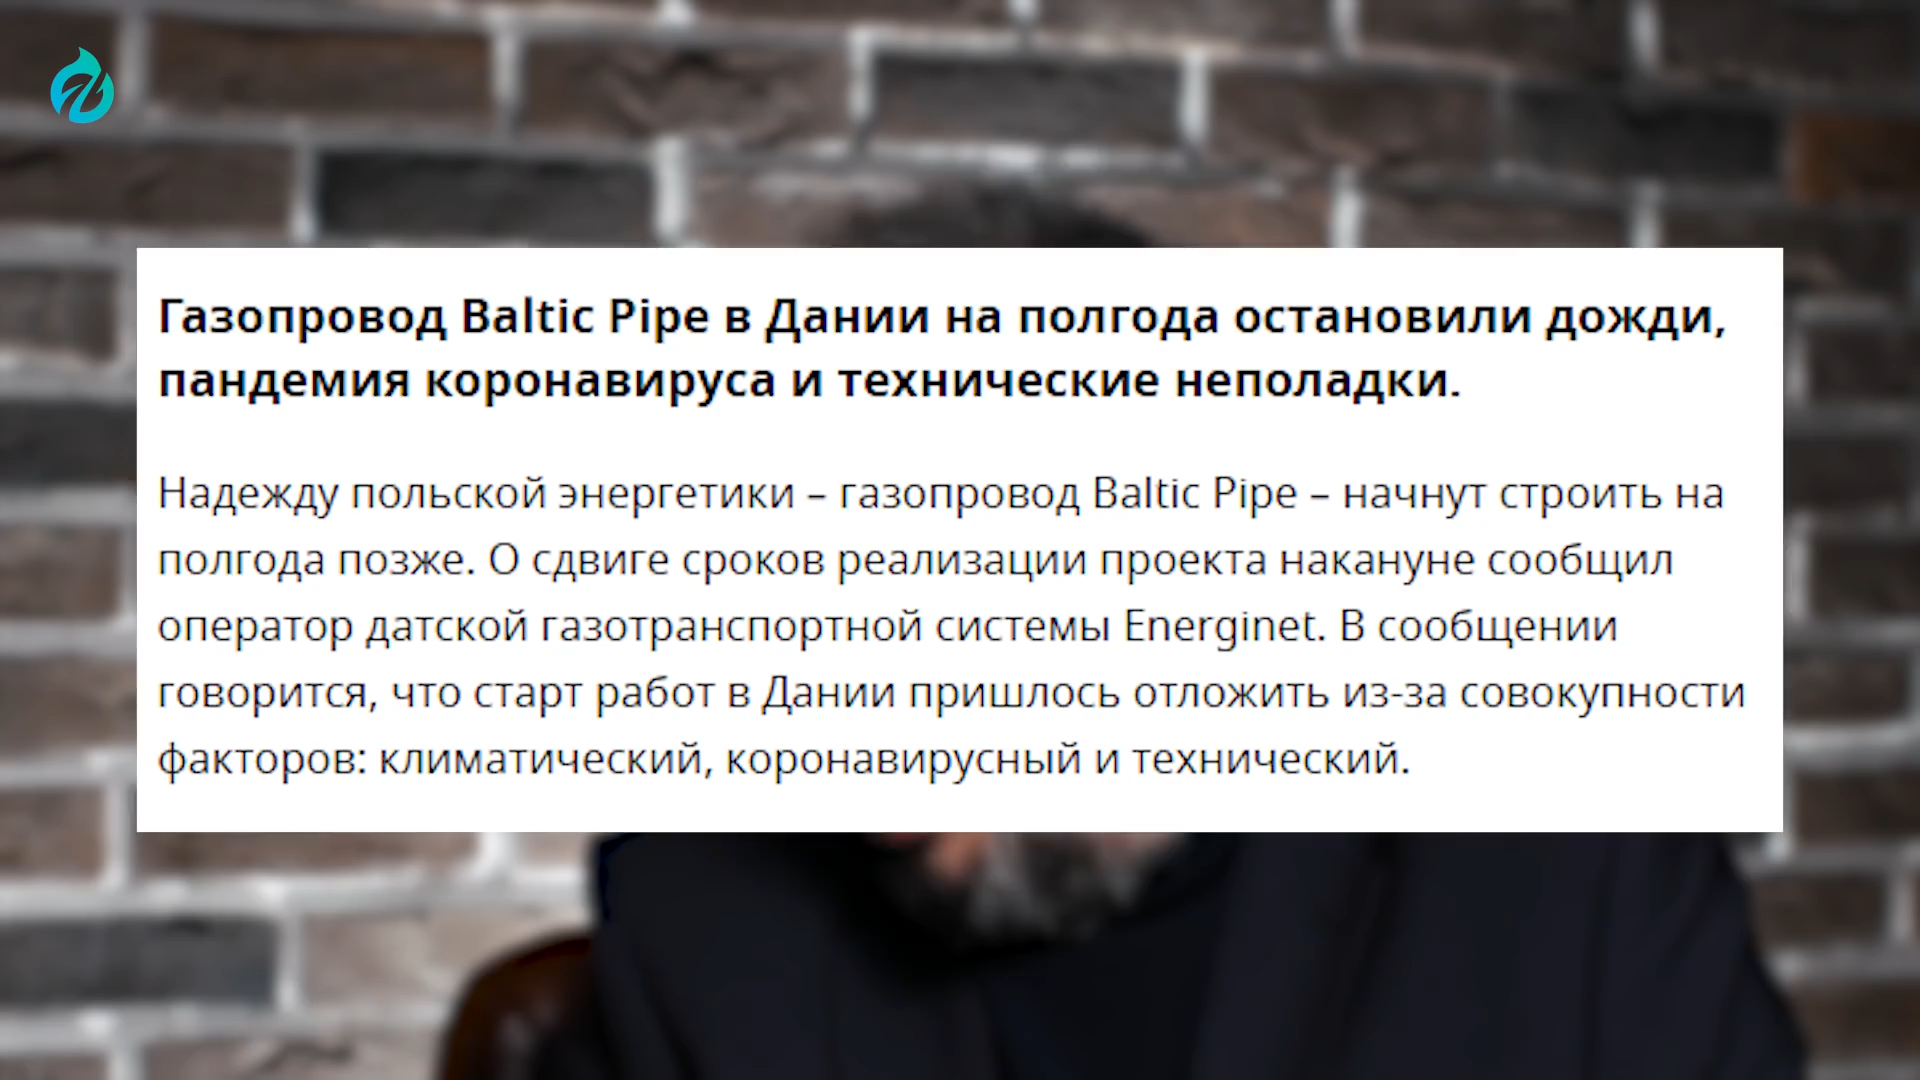 Газопровод Baltic Pipe в Дании на полгода остановили дожди,
пандемия коронавируса и технические неполадки.
Надежду польской энергетики – газопровод Baltic Pipe – начнут строить на
полгода позже. О сдвиге сроков реализации проекта накануне сообщил
оператор датской газотранспортной системы Energinet. В сообщении
говорится, что старт работ в Дании пришлось отложить из-за совокупности
факторов: климатический, коронавирусный и технический.